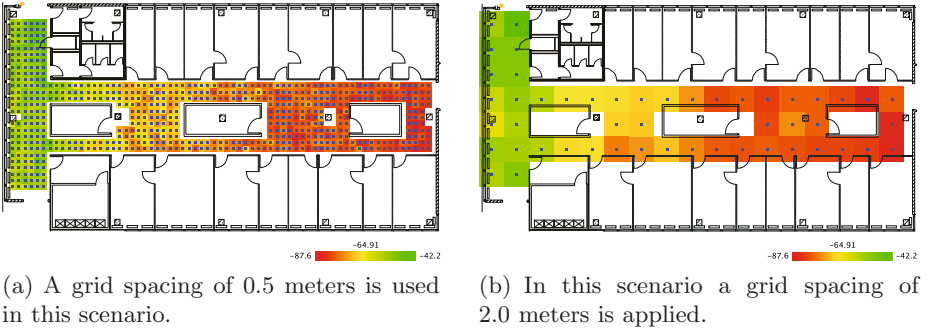 -64.91
-87.6 -42.2
-64.91
-87.6 -42.2
(a) A grid spacing of 0.5 meters is used
in this scenario.
(b) In this scenario a grid spacing of
2.0 meters is applied.